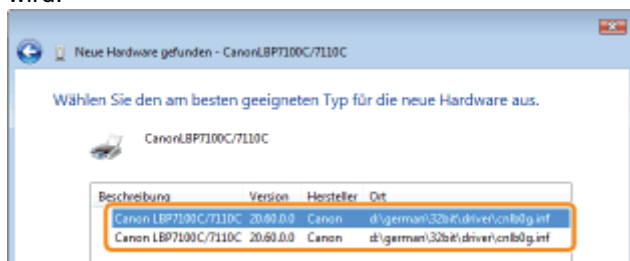 wird.
Neue Hardware gefunden - CanonLBP7100C/7110C
Wählen Sie den am besten geeigneten Typ für die neue Hardware aus.
CanonLBP7100C/7110C
Beschreibung Version Hersteller Ort
Canon LBP7100C/7110C 20.60.0.0 Canon d:\german\32bit\driver\cnlb0g.inf
Canon LBP7100C/7110C 20.60.0.0 Canon d:\german\32bit\driver\cnlb0g.inf